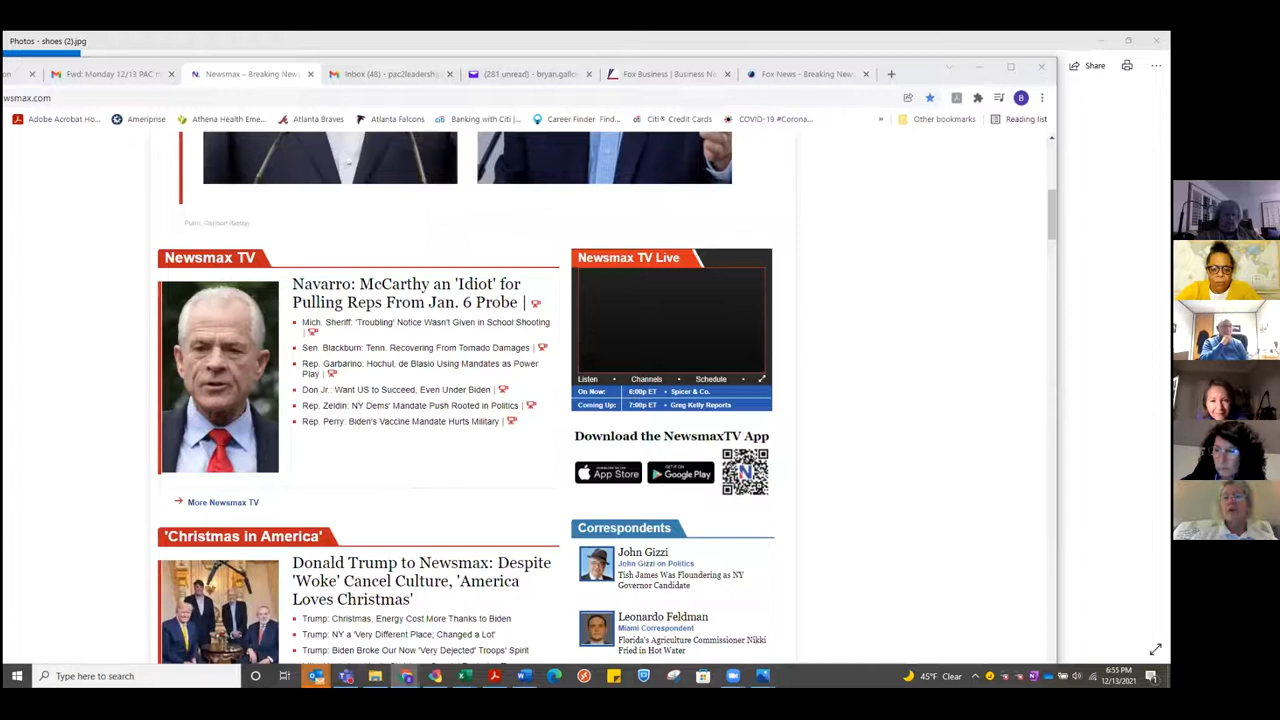 Photos - shoes (2).jpg
Fwd: Monday 12/13 PAC
Newsmax – Breaking New
Inbox (48) - pac2leadersh
(281 unread) - bryan.gallo
Fox Business | Business N
Fox News - Breaking New
Share
wsmax.com
Adobe Acrobat Ho...
Ameriprise
Athena Health Eme...
Atlanta Braves
Atlanta Falcons
Banking with Citi |...
Career Finder Find...
Citi® Credit Cards
COVID-19 #Corona...
»
Other bookmarks
Reading list
Newsmax TV
Navarro: McCarthy an 'Idiot' for
Pulling Reps From Jan. 6 Probe |
Mich. Sheriff: 'Troubling' Notice Wasn't Given in School Shooting
|
Sen. Blackburn: Tenn. Recovering From Tornado Damages |
Rep. Garbarino: Hochul, de Blasio Using Mandates as Power
Play |
Don Jr.: Want US to Succeed, Even Under Biden |
Rep. Zeldin: NY Dems' Mandate Push Rooted in Politics |
Rep. Perry: Biden's Vaccine Mandate Hurts Military |
More Newsmax TV
Newsmax TV Live
Listen • Channels • Schedule •
On Now: 6:00p ET • Spicer & Co.
Coming Up: 7:00p ET • Greg Kelly Reports
Download the NewsmaxTV App
App Store
Google Play
'Christmas in America'
Donald Trump to Newsmax: Despite
'Woke' Cancel Culture, 'America
Loves Christmas'
Trump: Christmas, Energy Cost More Thanks to Biden
Trump: NY a 'Very Different Place; Changed a Lot'
Trump: Biden Broke Our Now 'Very Dejected' Troops' Spirit
Correspondents
John Gizzi
John Gizzi on Politics
Tish James Was Floundering as NY
Governor Candidate
Leonardo Feldman
Miami Correspondent
Florida's Agriculture Commissioner Nikki
Fried in Hot Water
Type here to search
45°F Clear
6:55 PM
12/13/2021